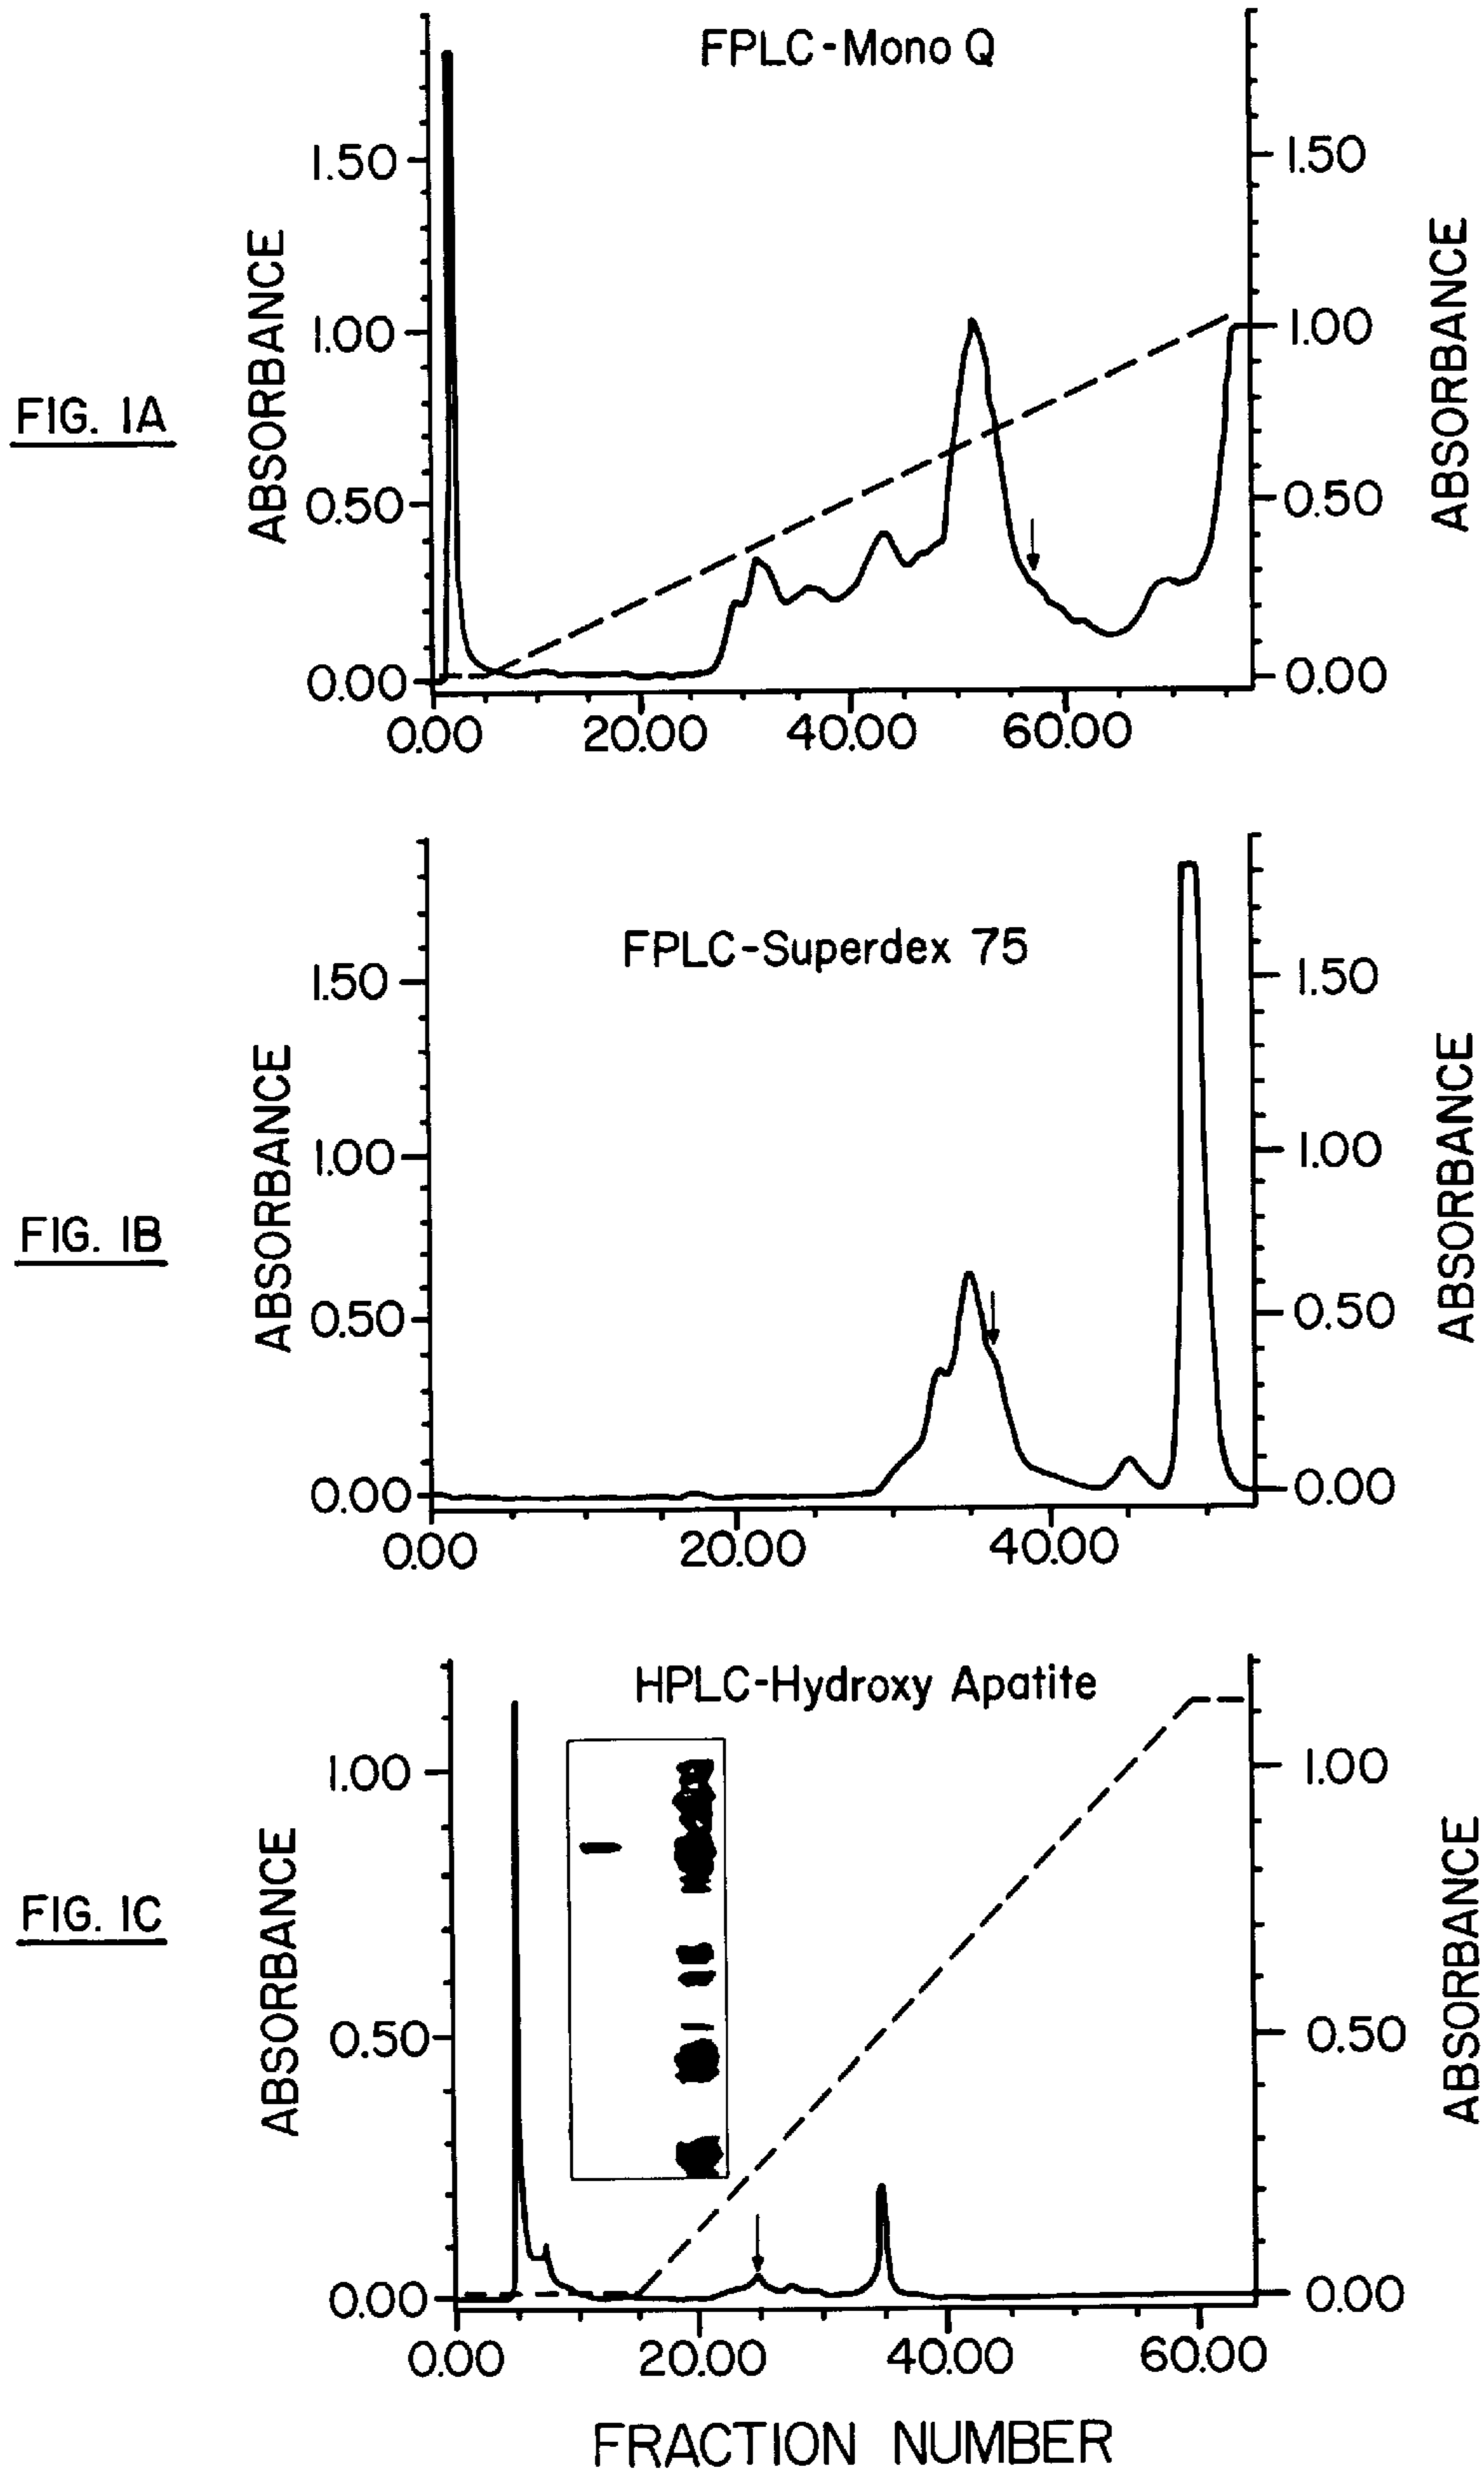 FPLC-Mono Q
FIG. 1A
ABSORBANCE
1.50
1.00
0.50
0.00
1.50
1.00
0.50
0.00
ABSORBANCE
0.00 20.00 40.00 60.00
FPLC-Superdex 75
FIG. 1B
ABSORBANCE
1.50
1.00
0.50
0.00
1.50
1.00
0.50
0.00
ABSORBANCE
0.00 20.00 40.00
HPLC-Hydroxy Apatite
FIG. 1C
ABSORBANCE
1.00
0.50
0.00
1.00
0.50
0.00
ABSORBANCE
0.00 20.00 40.00 60.00
FRACTION NUMBER